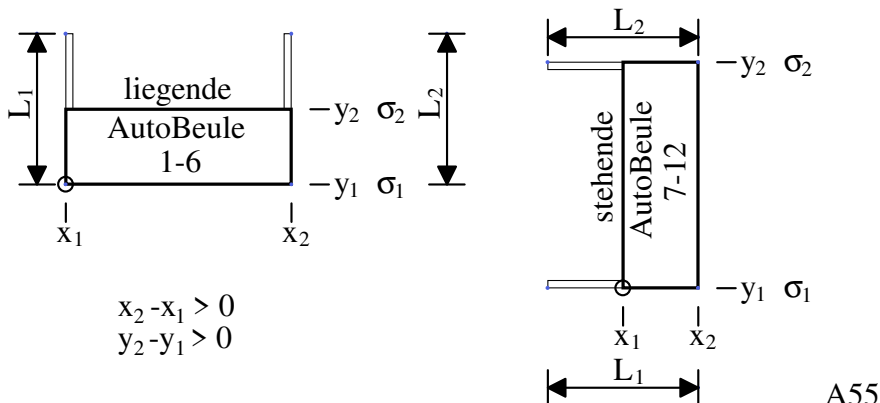 L₁
liegende
AutoBeule
1-6
y₂ σ₂
y₁ σ₁
L₂
x₁
x₂
x₂-x₁ > 0
y₂-y₁ > 0
L₂
y₂ σ₂
stehende
AutoBeule
7-12
y₁ σ₁
x₁
x₂
L₁
A55